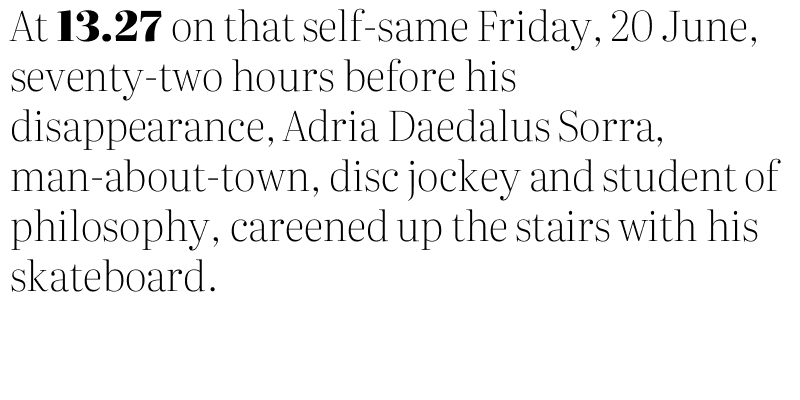 At 13.27 on that self-same Friday, 20 June,
seventy-two hours before his
disappearance, Adria Daedalus Sorra,
man-about-town, disc jockey and student of
philosophy, careened up the stairs with his
skateboard.